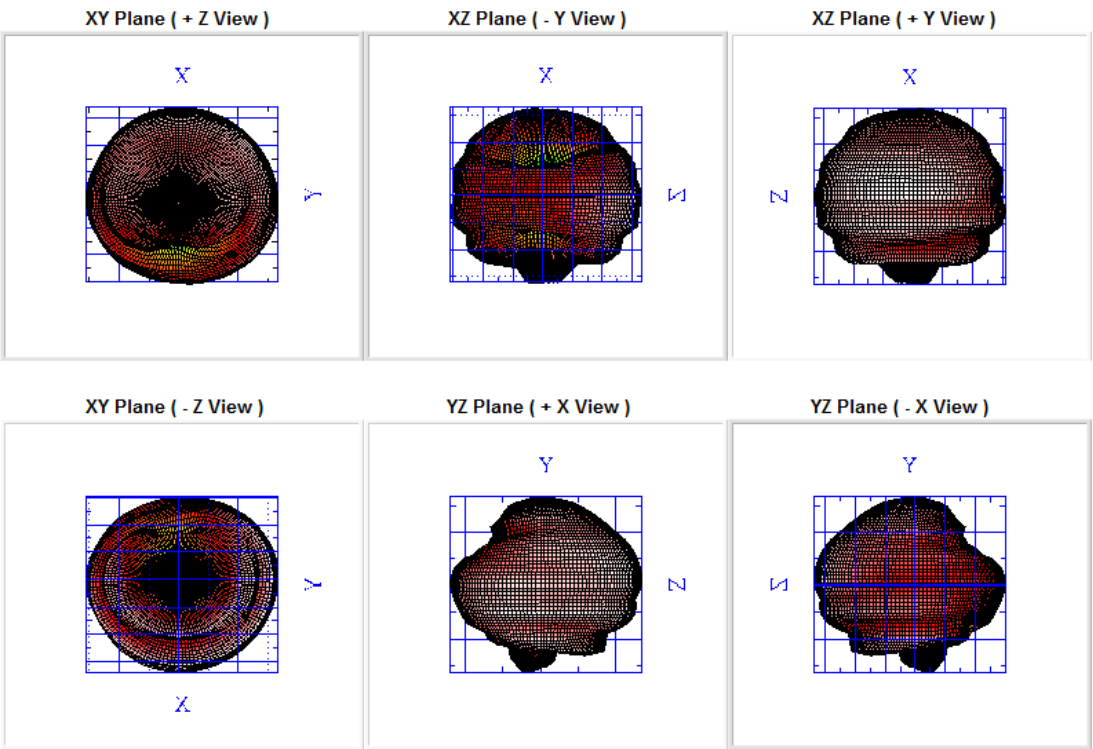 XY Plane ( + Z View )
XZ Plane ( - Y View )
XZ Plane ( + Y View )
X
X
X
Y
Z
Z
XY Plane ( - Z View )
YZ Plane ( + X View )
YZ Plane ( - X View )
Y
Y
Y
Z
Z
X